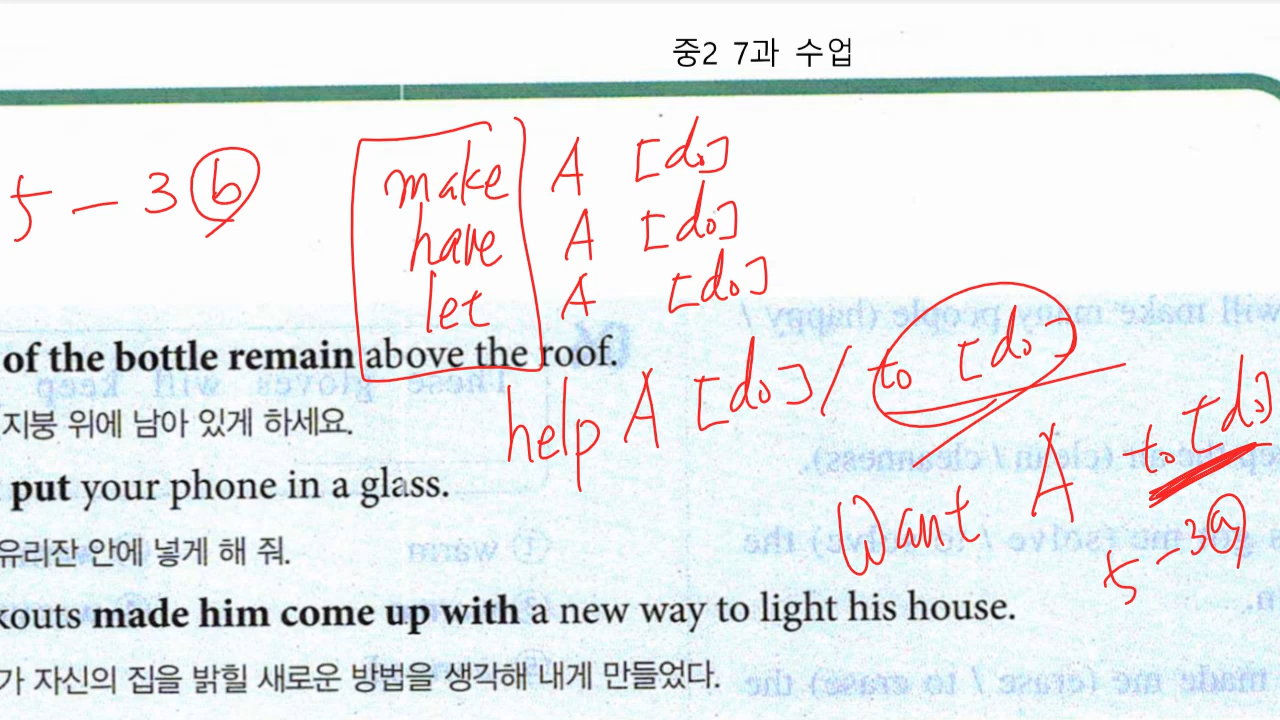 중2 7과 수업
5 - 3 ⓑ
make A [do]
have A [do]
let A [do]
of the bottle remain above the roof.
help A [do] / to [do]
지붕 위에 남아 있게 하세요.
want A to [do]
put your phone in a glass.
5 - 3 ⓐ
유리잔 안에 넣게 해 줘.
kouts made him come up with a new way to light his house.
가 자신의 집을 밝힐 새로운 방법을 생각해 내게 만들었다.